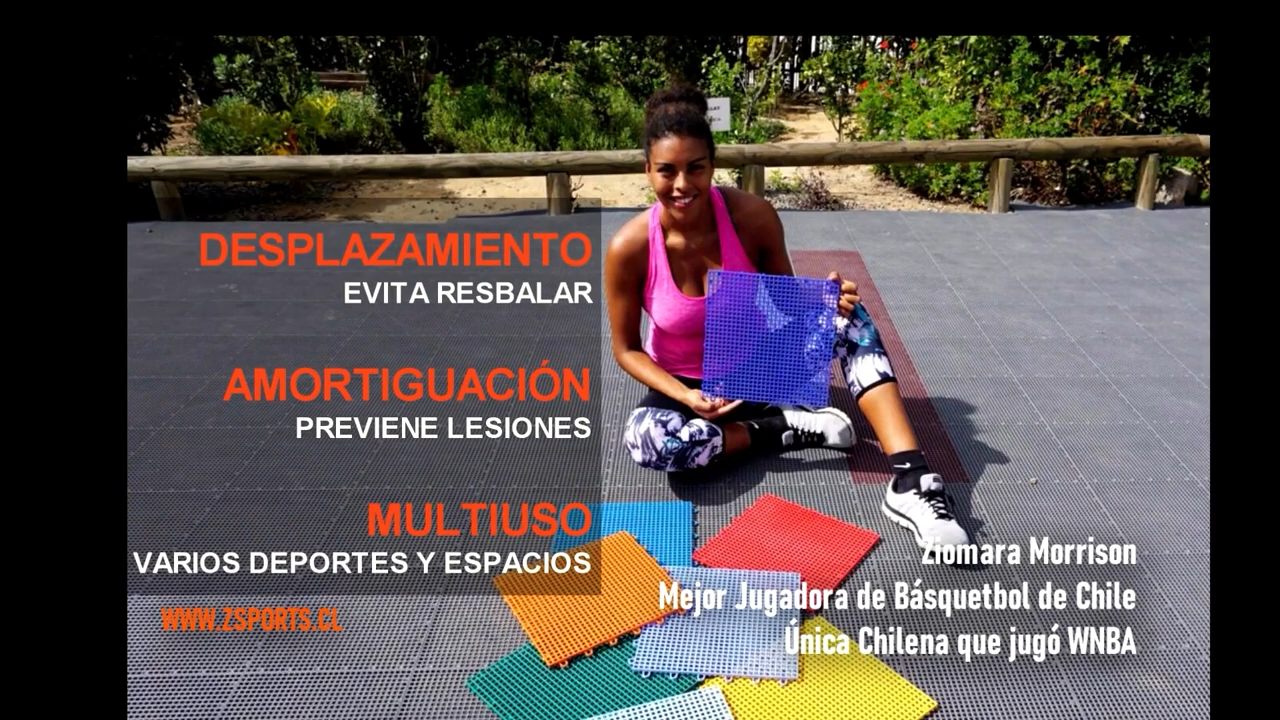 DESPLAZAMIENTO
EVITA RESBALAR
AMORTIGUACIÓN
PREVIENE LESIONES
MULTIUSO
VARIOS DEPORTES Y ESPACIOS
WWW.ZSPORTS.CL
Ziomara Morrison
Mejor Jugadora de Básquetbol de Chile
Única Chilena que jugó WNBA